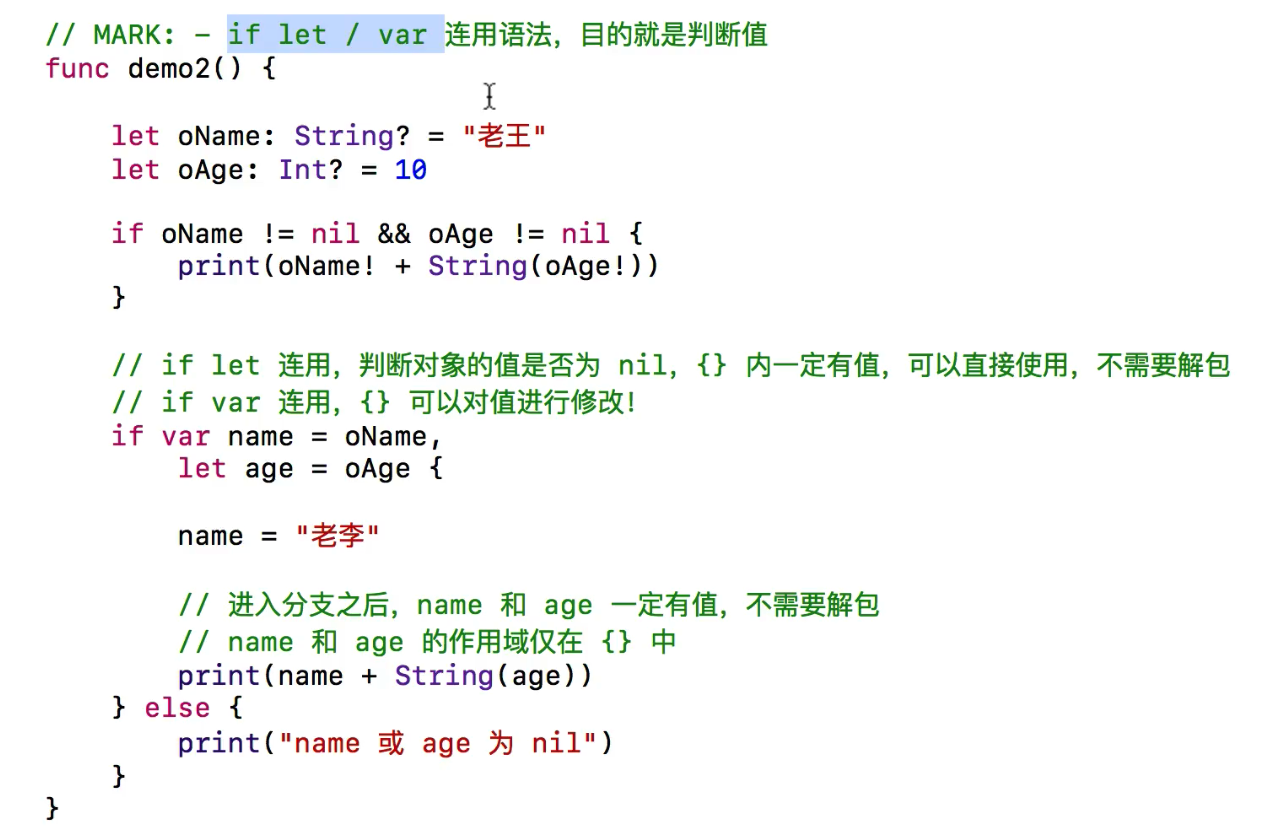 // MARK: - if let / var 连用语法，目的就是判断值
func demo2() {
let oName: String? = "老王"
let oAge: Int? = 10
if oName != nil && oAge != nil {
print(oName! + String(oAge!))
}
// if let 连用，判断对象的值是否为 nil，{} 内一定有值，可以直接使用，不需要解包
// if var 连用，{} 可以对值进行修改！
if var name = oName,
let age = oAge {
name = "老李"
// 进入分支之后，name 和 age 一定有值，不需要解包
// name 和 age 的作用域仅在 {} 中
print(name + String(age))
} else {
print("name 或 age 为 nil")
}
}